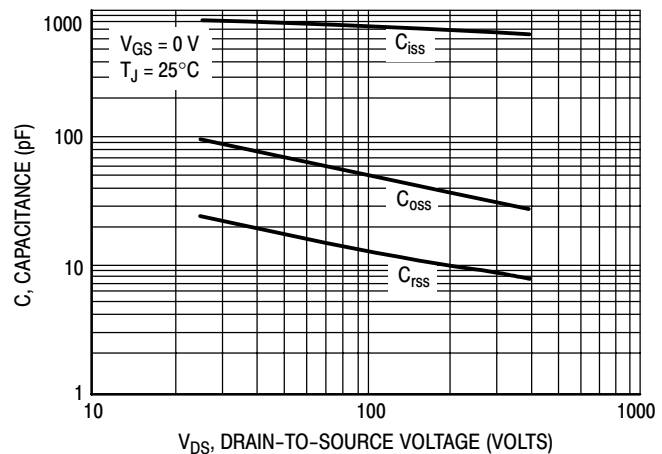 1000
V_GS = 0 V
T_J = 25°C
C_iss
100
C_oss
10
C_rss
1
10
100
1000
C, CAPACITANCE (pF)
V_DS, DRAIN-TO-SOURCE VOLTAGE (VOLTS)